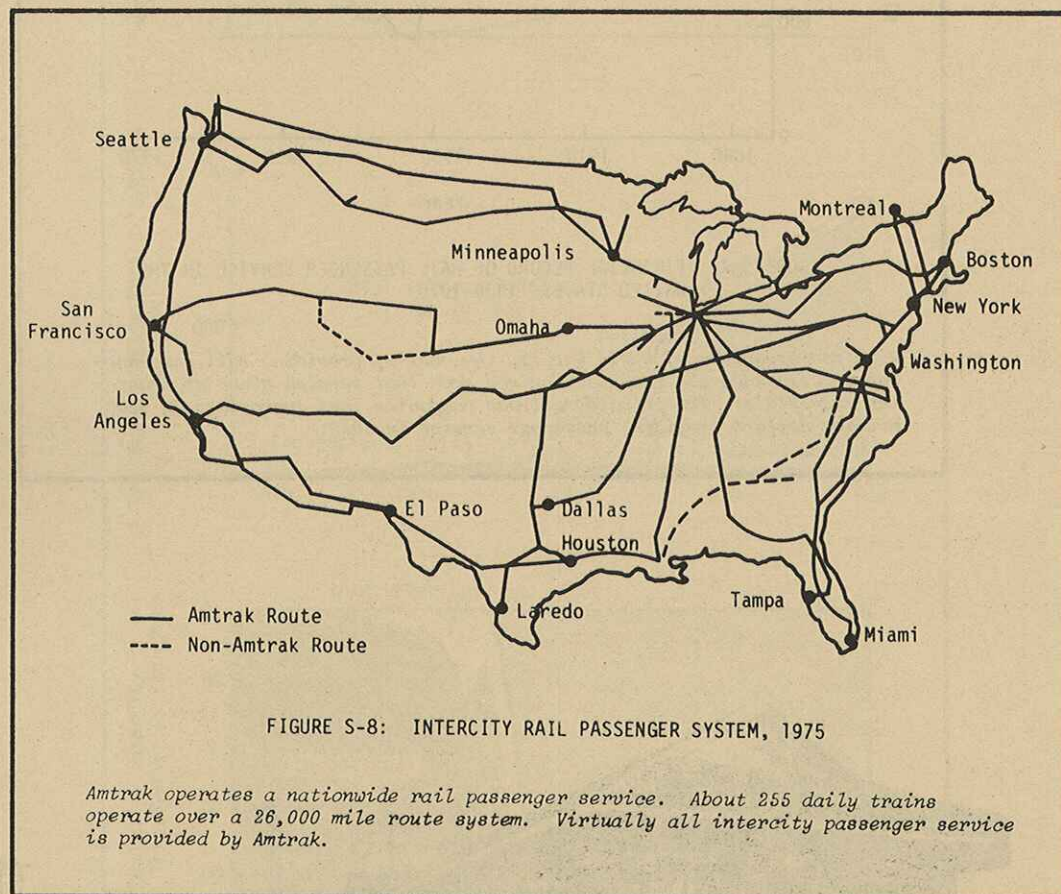 Seattle
Montreal
Minneapolis
Boston
San
Francisco
Omaha
New York
Washington
Los
Angeles
El Paso
Dallas
Houston
Laredo
Tampa
Miami
Amtrak Route
Non-Amtrak Route
FIGURE S-8: INTERCITY RAIL PASSENGER SYSTEM, 1975
Amtrak operates a nationwide rail passenger service. About 255 daily trains
operate over a 26,000 mile route system. Virtually all intercity passenger service
is provided by Amtrak.